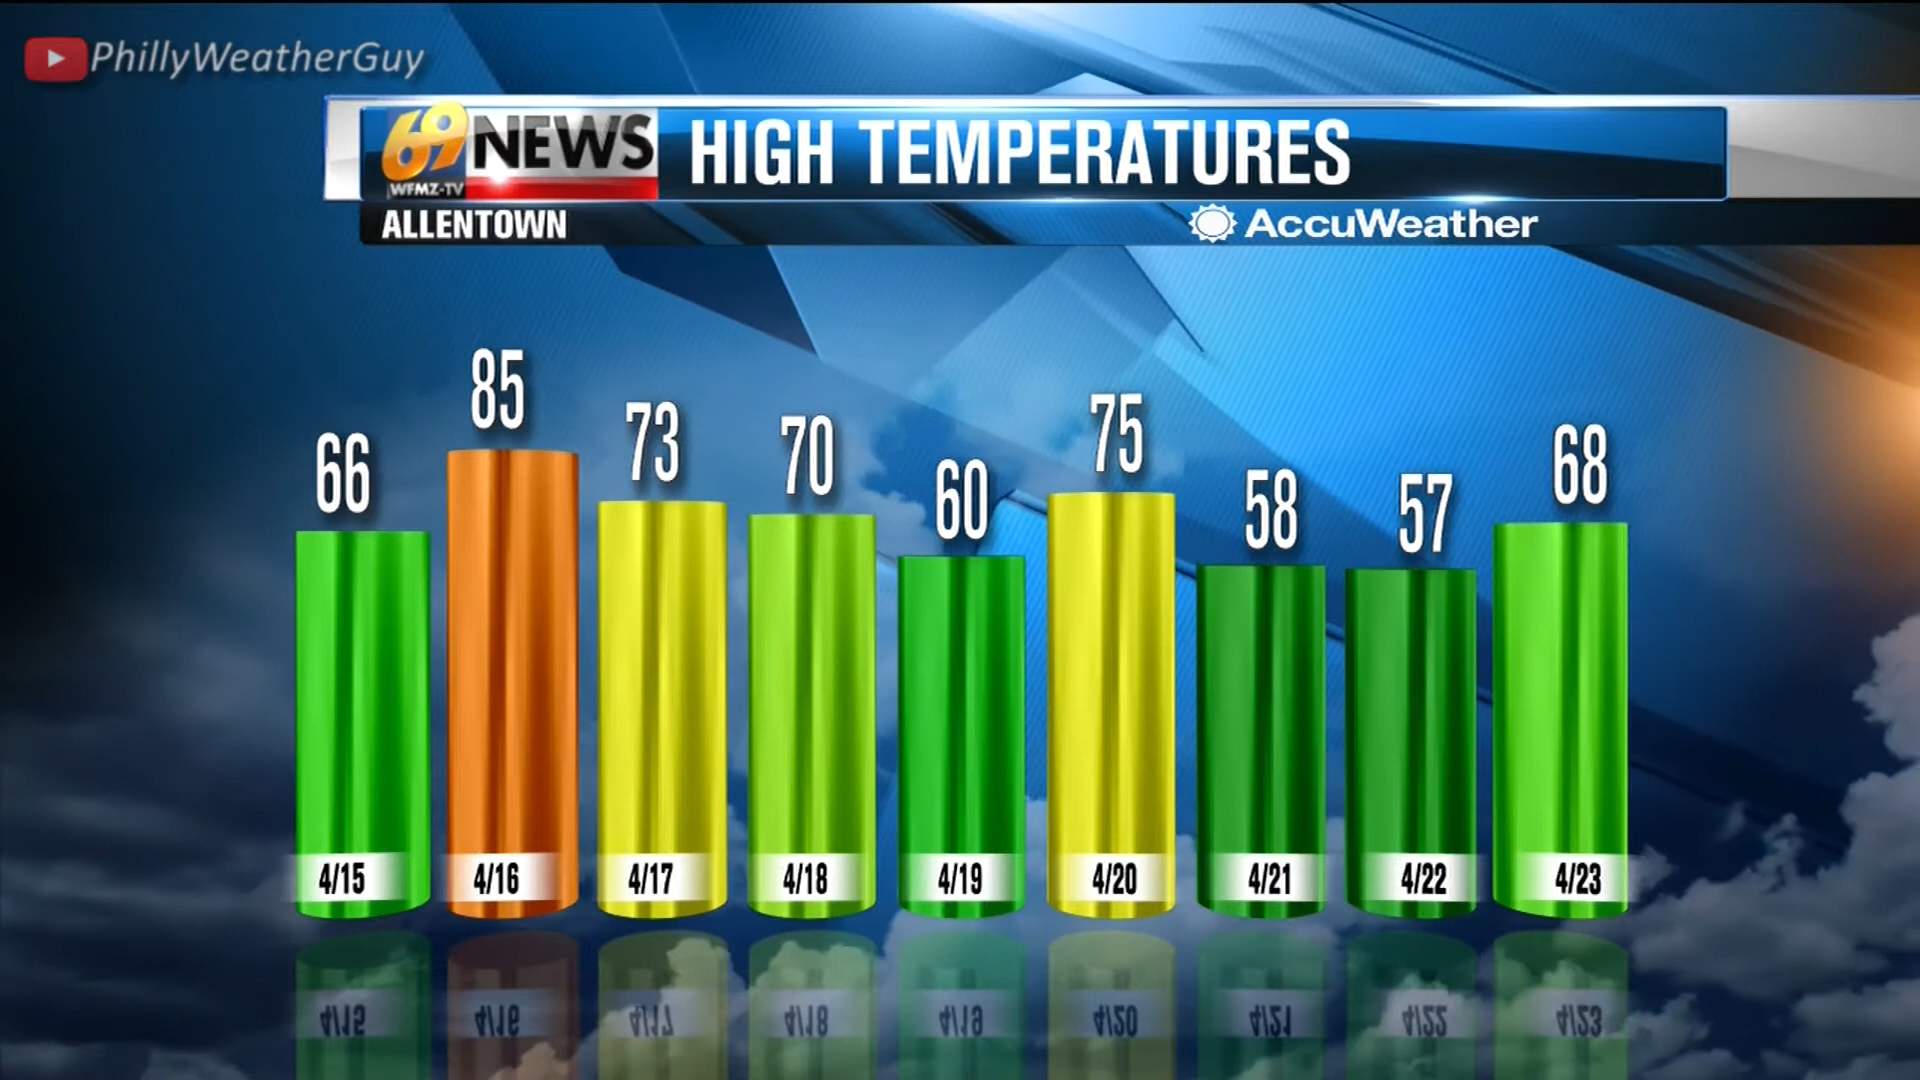 PhillyWeatherGuy
69 NEWS HIGH TEMPERATURES
WFMZ-TV
ALLENTOWN AccuWeather
66 85 73 70 60 75 58 57 68
4/15 4/16 4/17 4/18 4/19 4/20 4/21 4/22 4/23